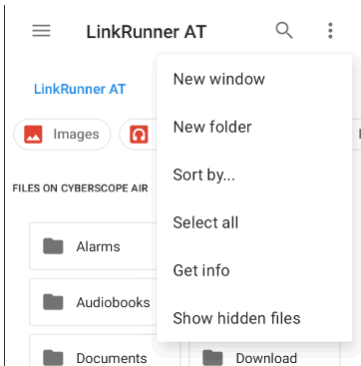 LinkRunner AT
LinkRunner AT
New window
Images
New folder
Sort by...
FILES ON CYBERSCOPE AIR
Select all
Alarms
Get info
Audiobooks
Show hidden files
Documents
Download